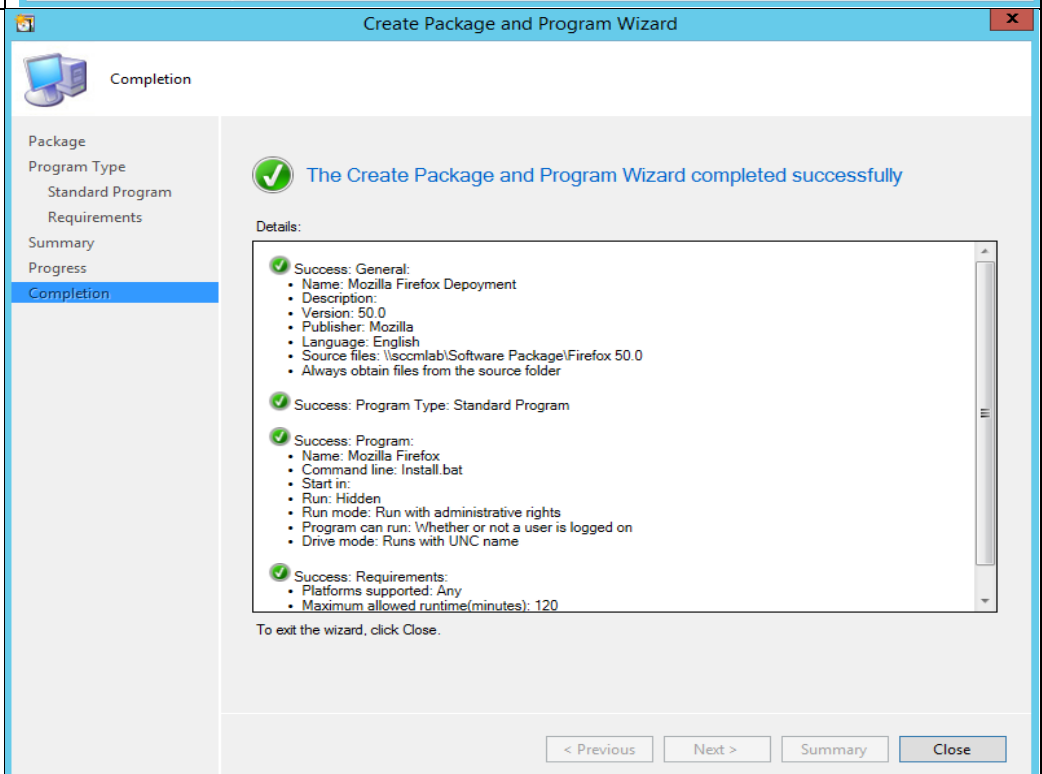 Create Package and Program Wizard
x
Completion
Package
Program Type
Standard Program
Requirements
Summary
Progress
Completion
The Create Package and Program Wizard completed successfully
Details:
Success: General:
• Name: Mozilla Firefox Depoyment
• Description:
• Version: 50.0
• Publisher: Mozilla
• Language: English
• Source files: \\sccmlab\Software Package\Firefox 50.0
• Always obtain files from the source folder
Success: Program Type: Standard Program
Success: Program:
• Name: Mozilla Firefox
• Command line: Install.bat
• Start in:
• Run: Hidden
• Run mode: Run with administrative rights
• Program can run: Whether or not a user is logged on
• Drive mode: Runs with UNC name
Success: Requirements:
• Platforms supported: Any
• Maximum allowed runtime(minutes): 120
To exit the wizard, click Close.
< Previous
Next >
Summary
Close